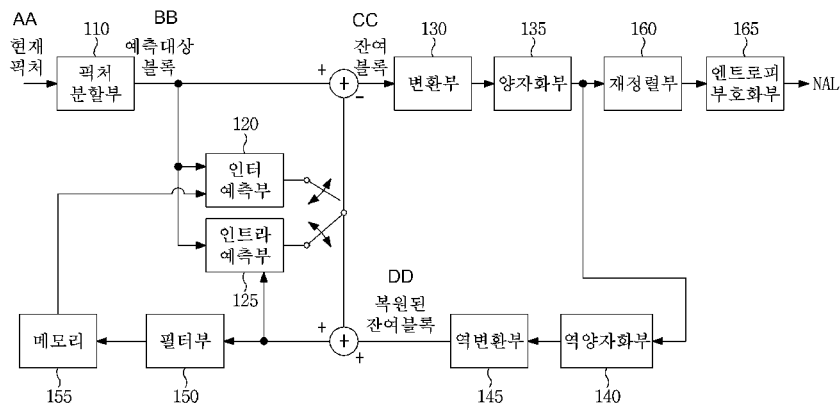 AA
현재
픽처
110
픽처
분할부
BB
예측대상
블록
CC
잔여
블록
130
변환부
135
양자화부
160
재정렬부
165
엔트로피
부호화부
NAL
+
+
-
120
인터
예측부
인트라
예측부
125
DD
복원된
잔여블록
메모리
155
필터부
150
+
+
+
역변환부
145
역양자화부
140